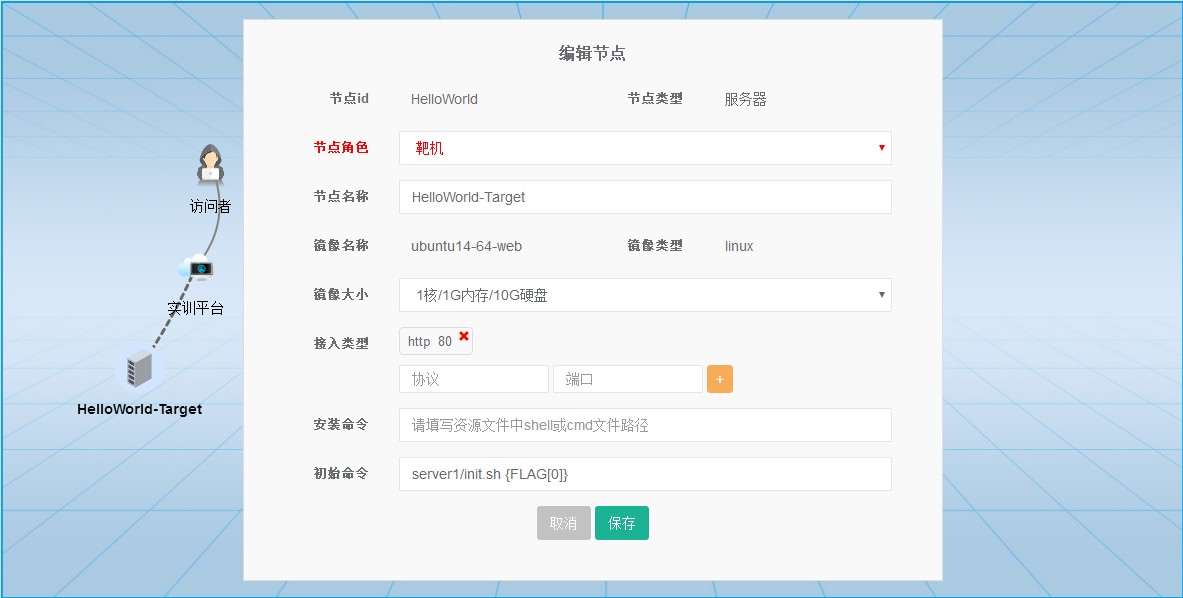 编辑节点
节点id HelloWorld 节点类型 服务器
节点角色 靶机
节点名称 HelloWorld-Target
镜像名称 ubuntu14-64-web 镜像类型 linux
镜像大小 1核/1G内存/10G硬盘
接入类型 http 80
协议 端口 +
安装命令 请填写资源文件中shell或cmd文件路径
初始命令 server1/init.sh {FLAG[0]}
取消 保存
访问者
实训平台
HelloWorld-Target